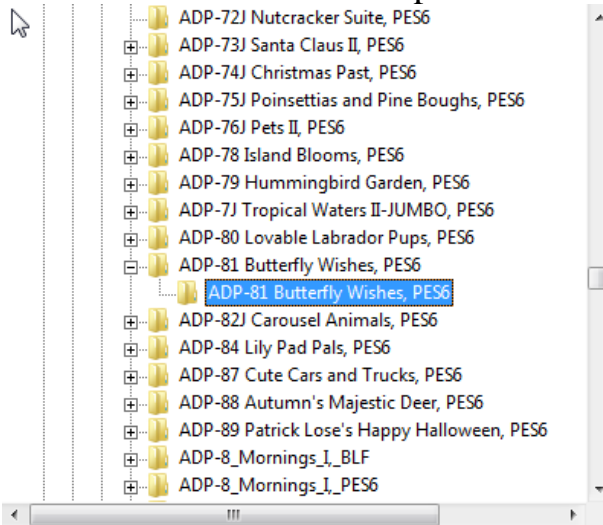 ADP-72J Nutcracker Suite, PES6
ADP-73J Santa Claus II, PES6
ADP-74J Christmas Past, PES6
ADP-75J Poinsettias and Pine Boughs, PES6
ADP-76J Pets II, PES6
ADP-78 Island Blooms, PES6
ADP-79 Hummingbird Garden, PES6
ADP-7J Tropical Waters II-JUMBO, PES6
ADP-80 Lovable Labrador Pups, PES6
ADP-81 Butterfly Wishes, PES6
ADP-81 Butterfly Wishes, PES6
ADP-82J Carousel Animals, PES6
ADP-84 Lily Pad Pals, PES6
ADP-87 Cute Cars and Trucks, PES6
ADP-88 Autumn's Majestic Deer, PES6
ADP-89 Patrick Lose's Happy Halloween, PES6
ADP-8_Mornings_I,_BLF
ADP-8_Mornings_I,_PES6